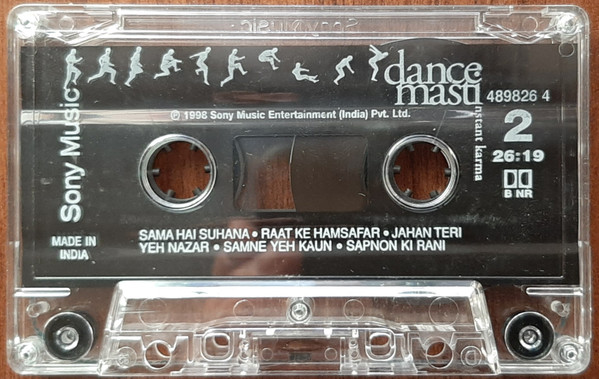 Sony Music
dance
masti
instant karma
489826 4
℗ 1998 Sony Music Entertainment (India) Pvt. Ltd.
2
26:19
B NR
SAMA HAI SUHANA • RAAT KE HAMSAFAR • JAHAN TERI
YEH NAZAR • SAMNE YEH KAUN • SAPNON KI RANI
MADE IN
INDIA